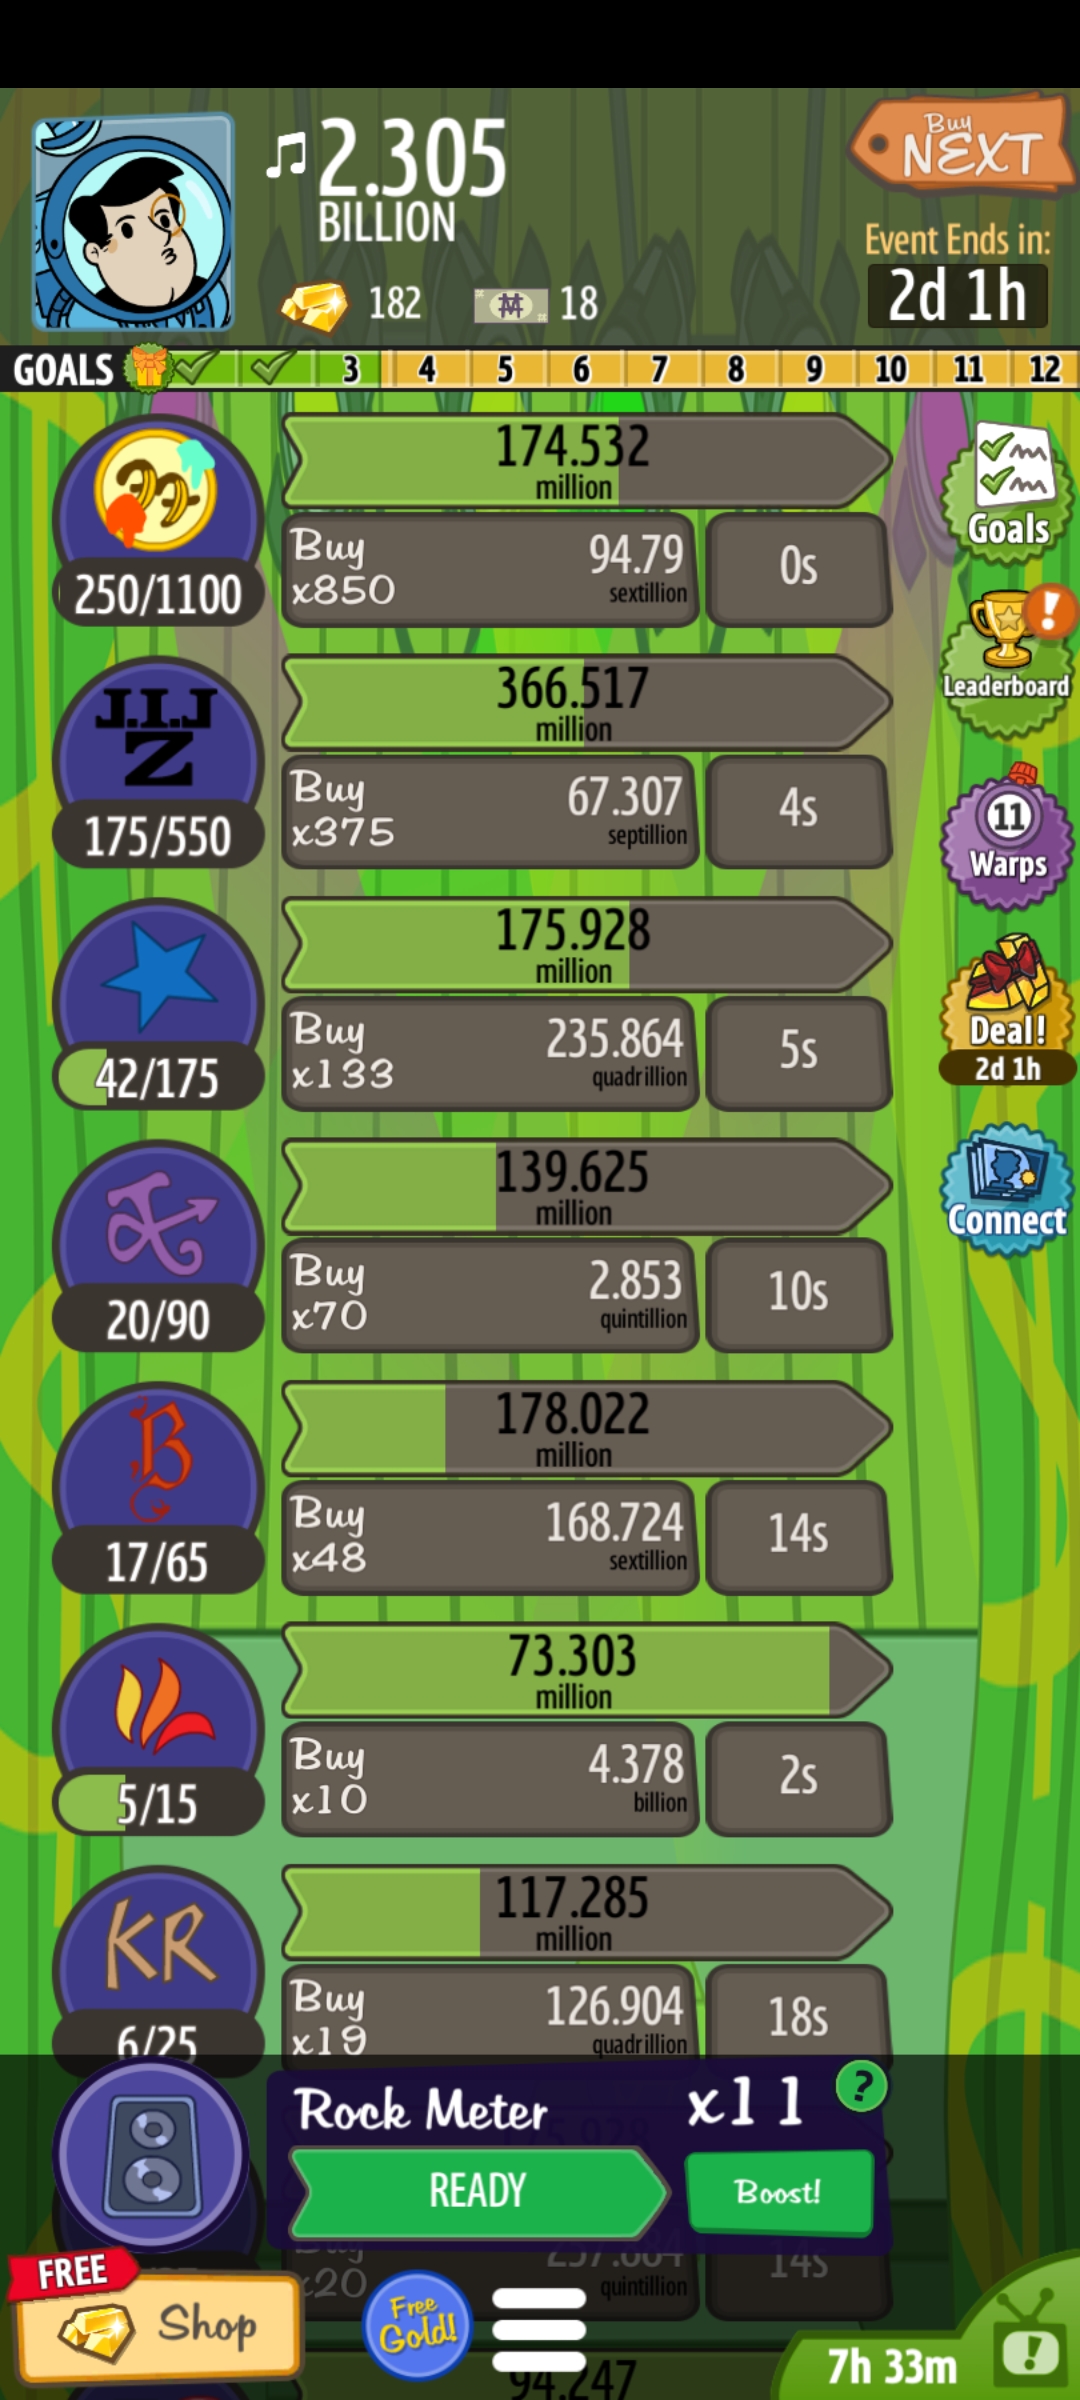 2.305
BILLION
Buy
NEXT
Event Ends in:
2d 1h
182
18
GOALS
3
4
5
6
7
8
9
10
11
12
174.532
million
250/1100
Buy
x850
94.79
sextillion
0s
Goals
J.I.J
Z
366.517
million
175/550
Buy
x375
67.307
septillion
4s
Leaderboard
175.928
million
42/175
Buy
x133
235.864
quadrillion
5s
11
Warps
Deal!
2d 1h
139.625
million
20/90
Buy
x70
2.853
quintillion
10s
Connect
B
178.022
million
17/65
Buy
x48
168.724
sextillion
14s
73.303
million
5/15
Buy
x10
4.378
billion
2s
KR
117.285
million
6/25
Buy
x19
126.904
quadrillion
18s
Rock Meter
x11
?
READY
Boost!
Buy
x20
quintillion
14s
FREE
Shop
Free
Gold!
94.247
7h 33m
!